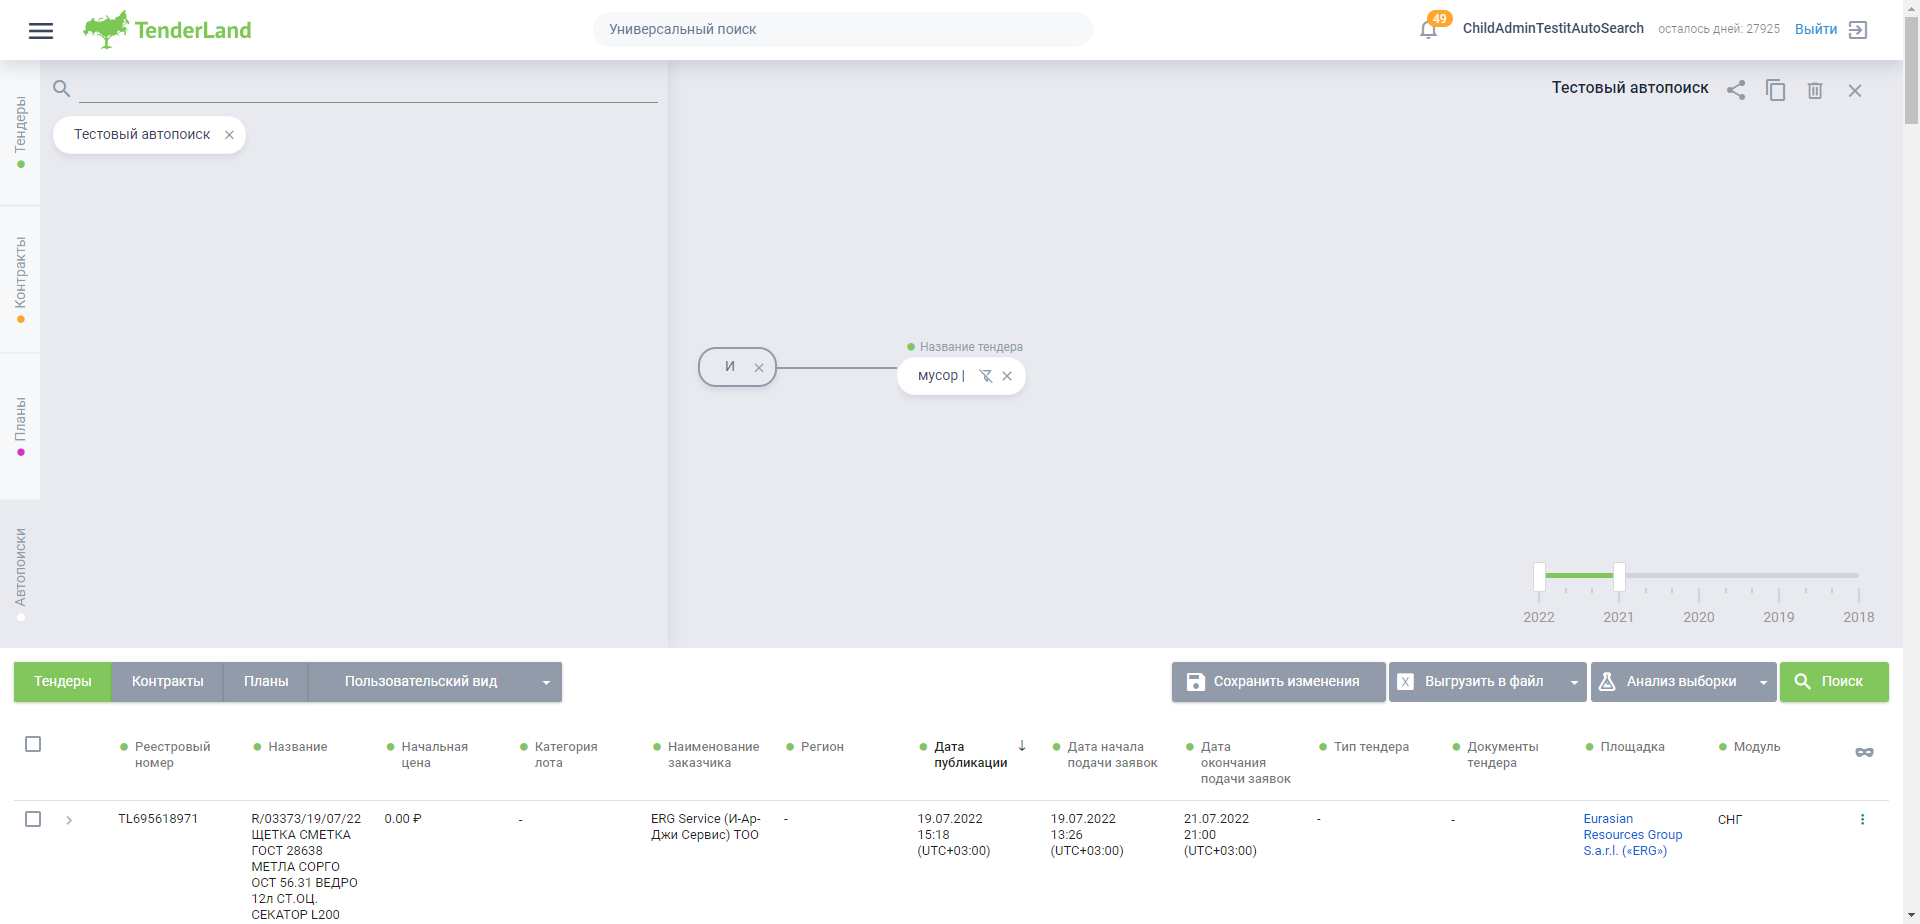 TenderLand
Универсальный поиск
49
ChildAdminTestitAutoSearch
осталось дней: 27925
Выйти
Тендеры
Контракты
Планы
Автопоиски
Тестовый автопоиск
Тестовый автопоиск
И
Название тендера
мусор |
2022
2021
2020
2019
2018
Тендеры
Контракты
Планы
Пользовательский вид
Сохранить изменения
X
Выгрузить в файл
Анализ выборки
Поиск
Реестровый
номер
Название
Начальная
цена
Категория
лота
Наименование
заказчика
Регион
Дата
публикации
Дата начала
подачи заявок
Дата
окончания
подачи заявок
Тип тендера
Документы
тендера
Площадка
Модуль
TL695618971
R/03373/19/07/22
ЩЕТКА СМЕТКА
ГОСТ 28638
МЕТЛА СОРГО
ОСТ 56.31 ВЕДРО
12л СТ.ОЦ.
СЕКАТОР L200
0.00 ₽
-
ERG Service (И-Ар-
Джи Сервис) ТОО
-
19.07.2022
15:18
(UTC+03:00)
19.07.2022
13:26
(UTC+03:00)
21.07.2022
21:00
(UTC+03:00)
-
-
Eurasian
Resources Group
S.a.r.l. («ERG»)
СНГ